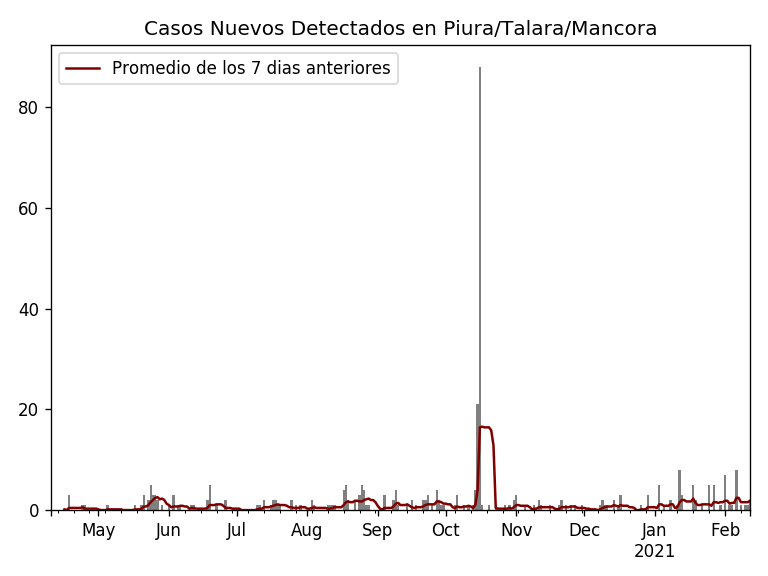 Casos Nuevos Detectados en Piura/Talara/Mancora
Promedio de los 7 dias anteriores
80
60
40
20
0
May Jun Jul Aug Sep Oct Nov Dec Jan Feb
2021